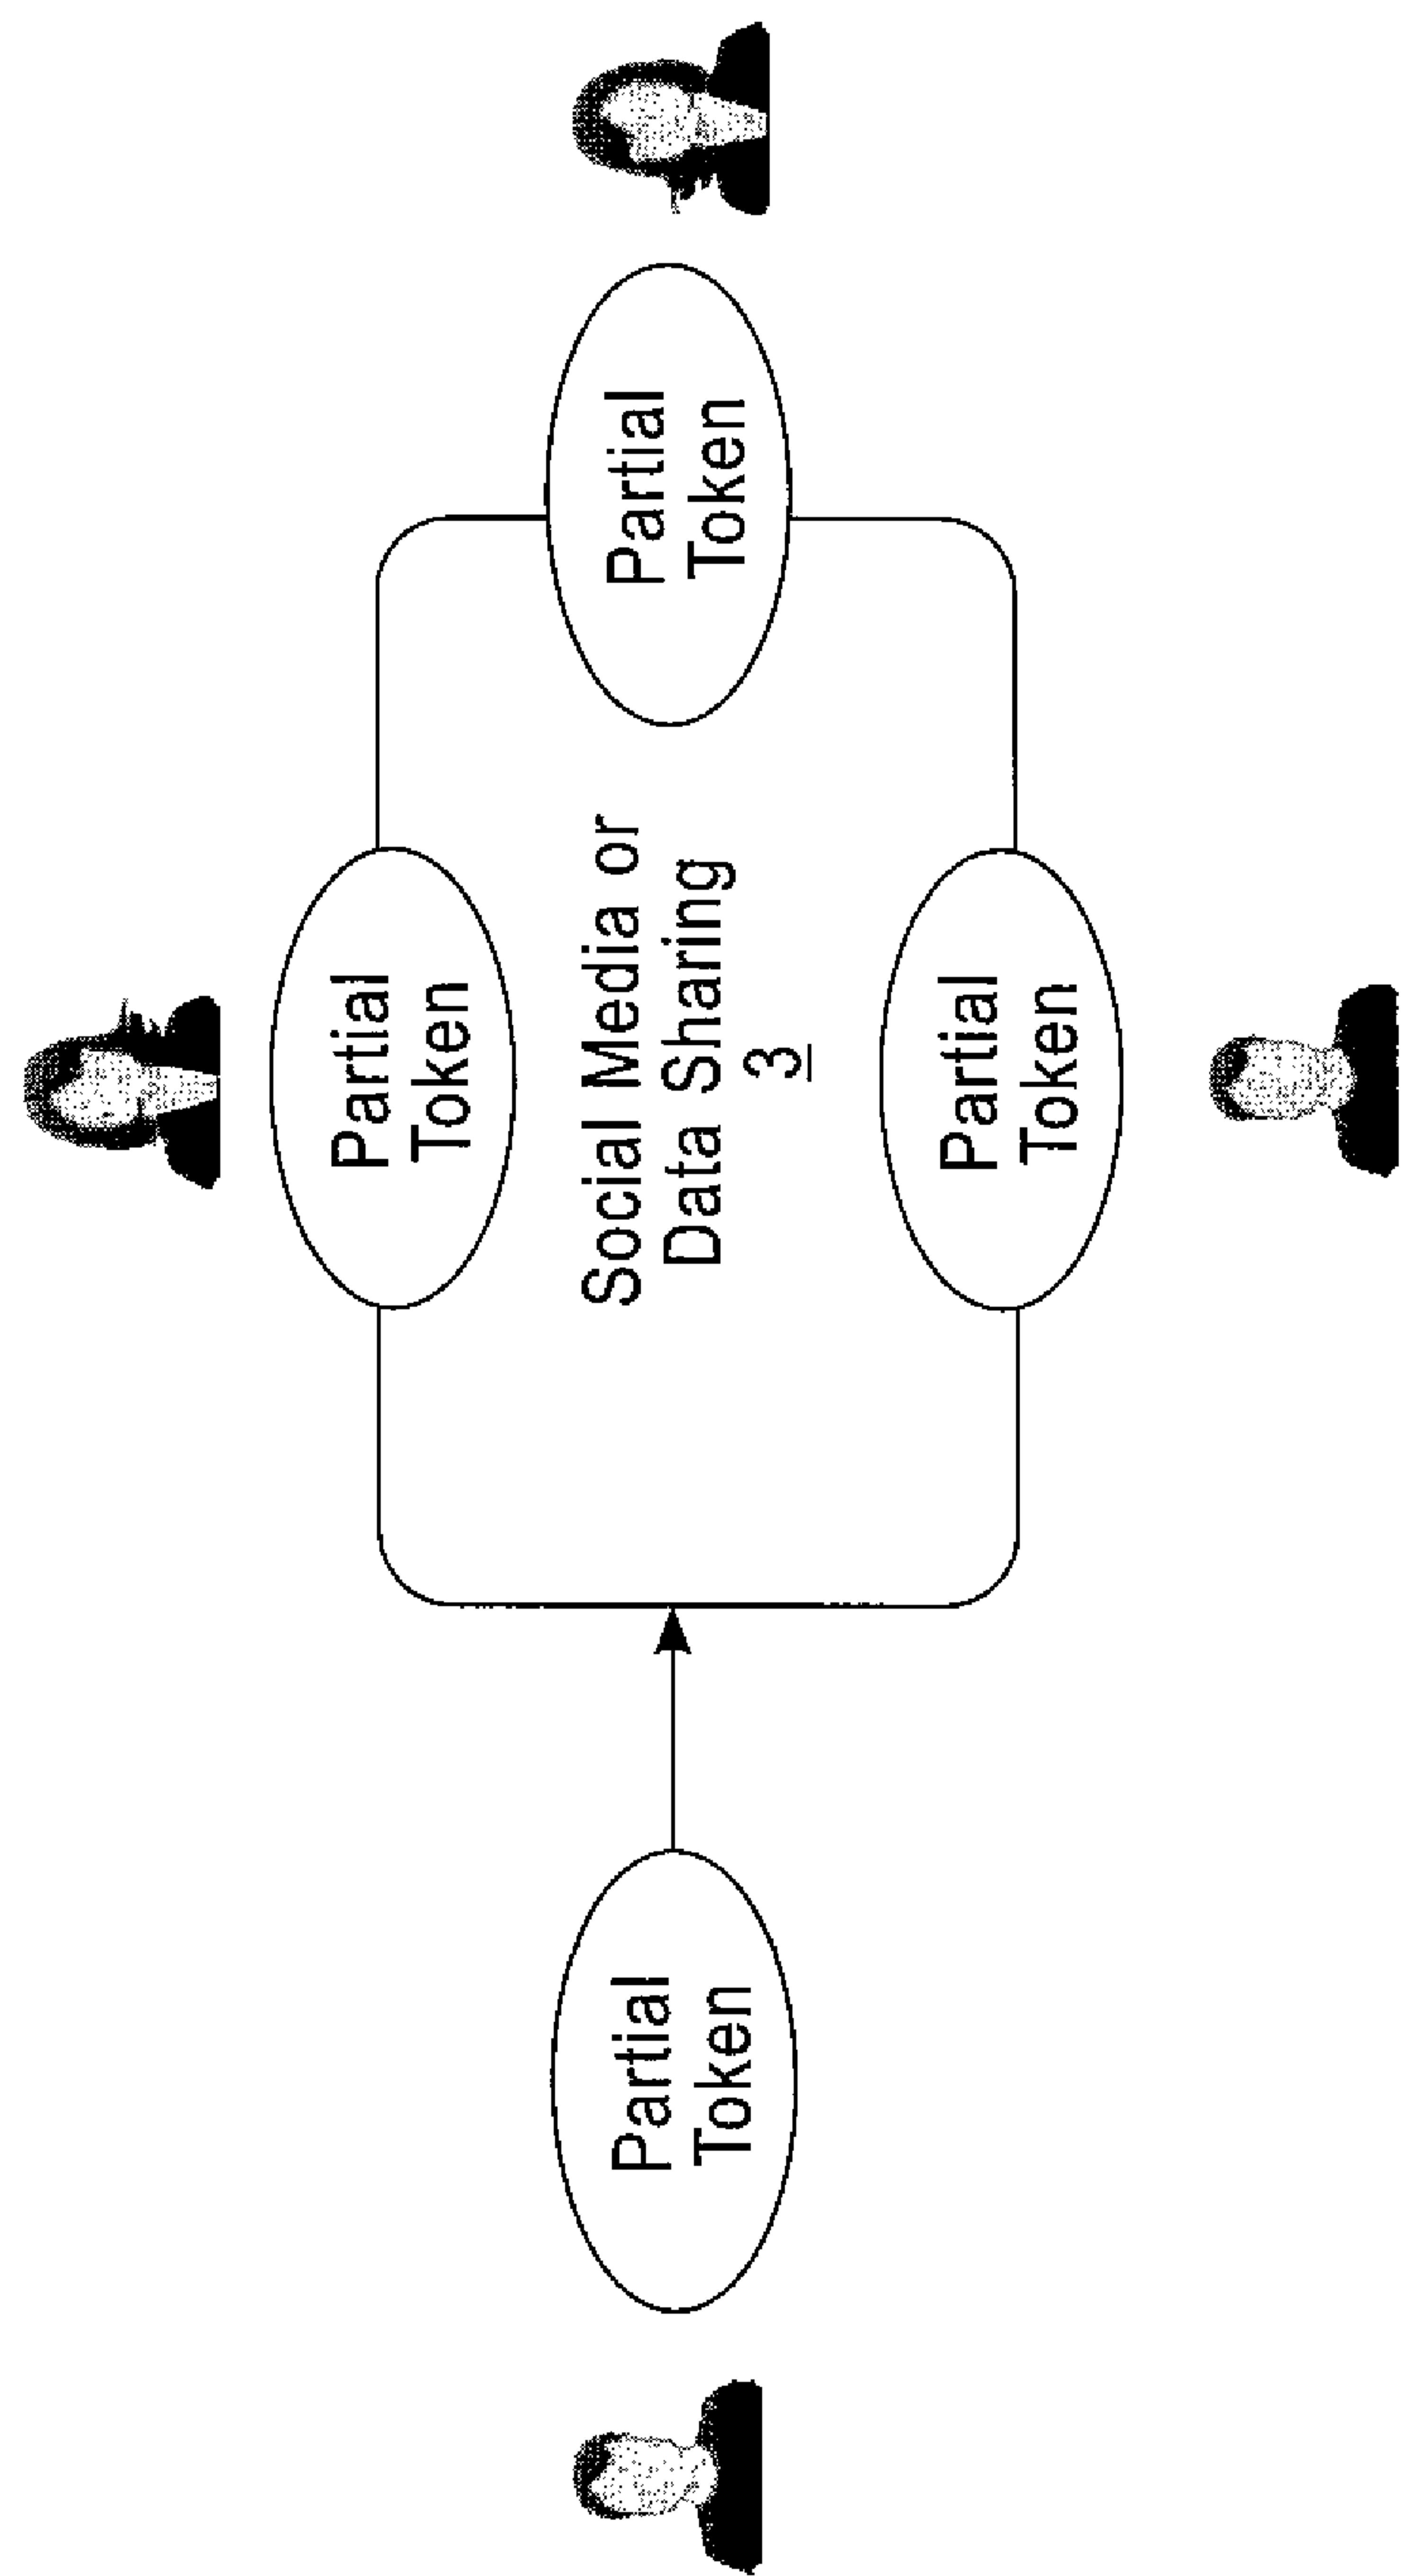 Partial
Token
Partial
Token
Social Media or
Data Sharing
3
Partial
Token
Partial
Token